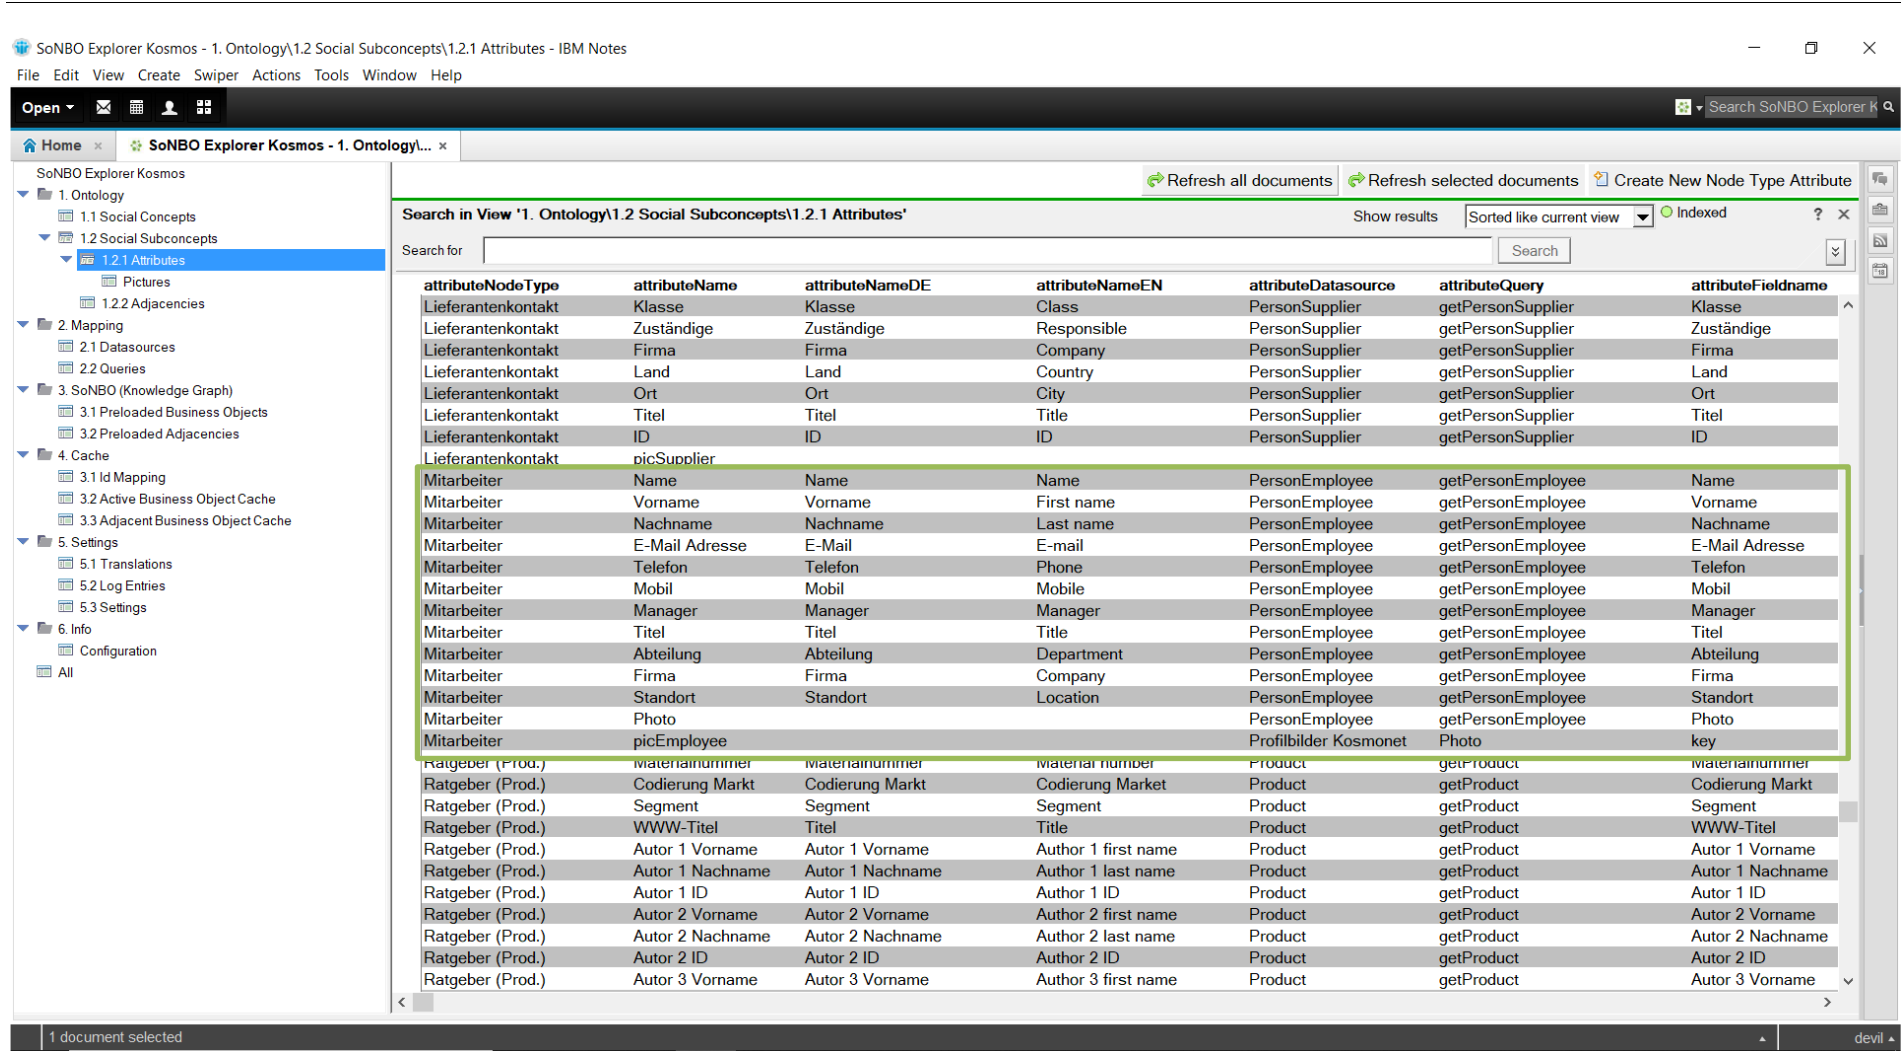 SoNBO Explorer Kosmos - 1. Ontology\1.2 Social Subconcepts\1.2.1 Attributes - IBM Notes
File Edit View Create Swiper Actions Tools Window Help
Open
Search SoNBO Explorer K
Home × SoNBO Explorer Kosmos - 1. Ontology\... ×
SoNBO Explorer Kosmos
1. Ontology
1.1 Social Concepts
1.2 Social Subconcepts
1.2.1 Attributes
Pictures
1.2.2 Adjacencies
2. Mapping
2.1 Datasources
2.2 Queries
3. SoNBO (Knowledge Graph)
3.1 Preloaded Business Objects
3.2 Preloaded Adjacencies
4. Cache
3.1 Id Mapping
3.2 Active Business Object Cache
3.3 Adjacent Business Object Cache
5. Settings
5.1 Translations
5.2 Log Entries
5.3 Settings
6. Info
Configuration
All
Refresh all documents Refresh selected documents Create New Node Type Attribute
Search in View '1. Ontology\1.2 Social Subconcepts\1.2.1 Attributes' Show results Sorted like current view Indexed ? ×
Search for Search
attributeNodeType attributeName attributeNameDE attributeNameEN attributeDatasource attributeQuery attributeFieldname
Lieferantenkontakt Klasse Klasse Class PersonSupplier getPersonSupplier Klasse
Lieferantenkontakt Zuständige Zuständige Responsible PersonSupplier getPersonSupplier Zuständige
Lieferantenkontakt Firma Firma Company PersonSupplier getPersonSupplier Firma
Lieferantenkontakt Land Land Country PersonSupplier getPersonSupplier Land
Lieferantenkontakt Ort Ort City PersonSupplier getPersonSupplier Ort
Lieferantenkontakt Titel Titel Title PersonSupplier getPersonSupplier Titel
Lieferantenkontakt ID ID ID PersonSupplier getPersonSupplier ID
Lieferantenkontakt picSupplier
Mitarbeiter Name Name Name PersonEmployee getPersonEmployee Name
Mitarbeiter Vorname Vorname First name PersonEmployee getPersonEmployee Vorname
Mitarbeiter Nachname Nachname Last name PersonEmployee getPersonEmployee Nachname
Mitarbeiter E-Mail Adresse E-Mail E-mail PersonEmployee getPersonEmployee E-Mail Adresse
Mitarbeiter Telefon Telefon Phone PersonEmployee getPersonEmployee Telefon
Mitarbeiter Mobil Mobil Mobile PersonEmployee getPersonEmployee Mobil
Mitarbeiter Manager Manager Manager PersonEmployee getPersonEmployee Manager
Mitarbeiter Titel Titel Title PersonEmployee getPersonEmployee Titel
Mitarbeiter Abteilung Abteilung Department PersonEmployee getPersonEmployee Abteilung
Mitarbeiter Firma Firma Company PersonEmployee getPersonEmployee Firma
Mitarbeiter Standort Standort Location PersonEmployee getPersonEmployee Standort
Mitarbeiter Photo PersonEmployee getPersonEmployee Photo
Mitarbeiter picEmployee Profilbilder Kosmonet Photo key
Ratgeber (Prod.) Materialnummer Materialnummer Material number Product getProduct Materialnummer
Ratgeber (Prod.) Codierung Markt Codierung Markt Codierung Market Product getProduct Codierung Markt
Ratgeber (Prod.) Segment Segment Segment Product getProduct Segment
Ratgeber (Prod.) WWW-Titel Titel Title Product getProduct WWW-Titel
Ratgeber (Prod.) Autor 1 Vorname Autor 1 Vorname Author 1 first name Product getProduct Autor 1 Vorname
Ratgeber (Prod.) Autor 1 Nachname Autor 1 Nachname Author 1 last name Product getProduct Autor 1 Nachname
Ratgeber (Prod.) Autor 1 ID Autor 1 ID Author 1 ID Product getProduct Autor 1 ID
Ratgeber (Prod.) Autor 2 Vorname Autor 2 Vorname Author 2 first name Product getProduct Autor 2 Vorname
Ratgeber (Prod.) Autor 2 Nachname Autor 2 Nachname Author 2 last name Product getProduct Autor 2 Nachname
Ratgeber (Prod.) Autor 2 ID Autor 2 ID Author 2 ID Product getProduct Autor 2 ID
Ratgeber (Prod.) Autor 3 Vorname Autor 3 Vorname Author 3 first name Product getProduct Autor 3 Vorname
1 document selected devil